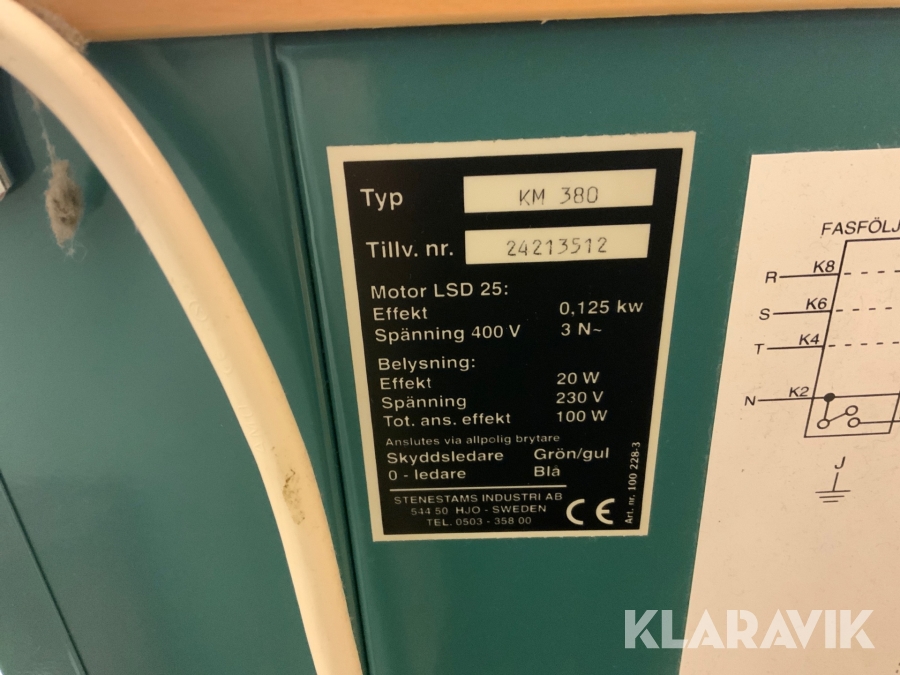 Typ KM 380
Tillv. nr. 24213512
Motor LSD 25:
Effekt 0,125 kw
Spänning 400 V 3 N~
Belysning:
Effekt 20 W
Spänning 230 V
Tot. ans. effekt 100 W
Anslutes via allpolig brytare
Skyddsledare Grön/gul
0 - ledare Blå
STENESTAMS INDUSTRI AB
544 50 HJO - SWEDEN
TEL. 0503 - 358 00
CE
Art. nr. 100 228-3
FASFÖLJ
R K8
S K6
T K4
N K2
J
KLARAVIK